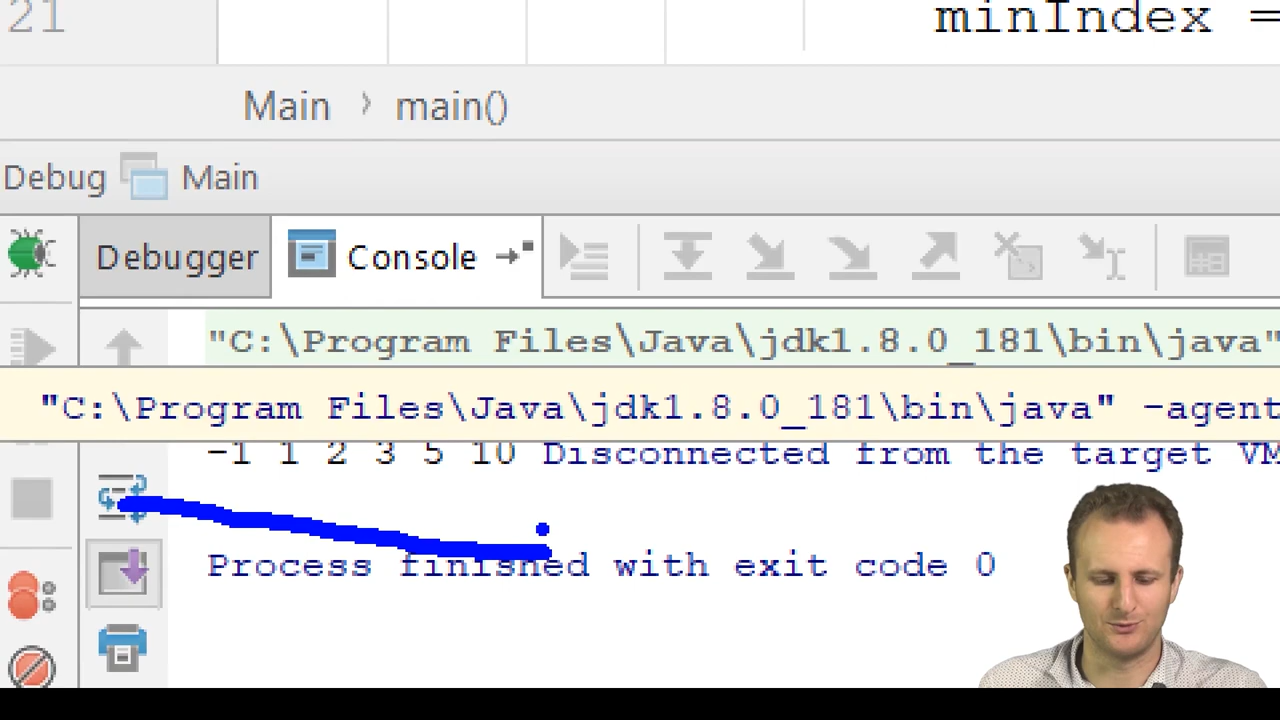 21
minIndex =
Main › main()
Debug Main
Debugger Console
"C:\Program Files\Java\jdk1.8.0_181\bin\java"
"C:\Program Files\Java\jdk1.8.0_181\bin\java" -agent
-1 1 2 3 5 10 Disconnected from the target VM
Process finished with exit code 0